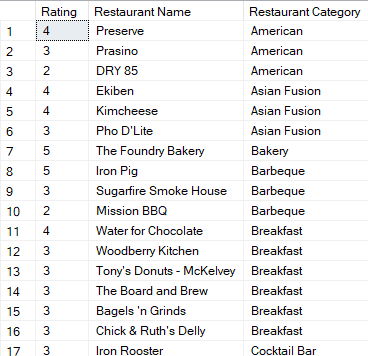 Rating Restaurant Name Restaurant Category
1 4 Preserve American
2 3 Prasino American
3 2 DRY 85 American
4 4 Ekiben Asian Fusion
5 4 Kimcheese Asian Fusion
6 3 Pho D'Lite Asian Fusion
7 5 The Foundry Bakery Bakery
8 5 Iron Pig Barbeque
9 3 Sugarfire Smoke House Barbeque
10 2 Mission BBQ Barbeque
11 4 Water for Chocolate Breakfast
12 3 Woodberry Kitchen Breakfast
13 3 Tony's Donuts - McKelvey Breakfast
14 3 The Board and Brew Breakfast
15 3 Bagels 'n Grinds Breakfast
16 3 Chick & Ruth's Delly Breakfast
17 3 Iron Rooster Cocktail Bar